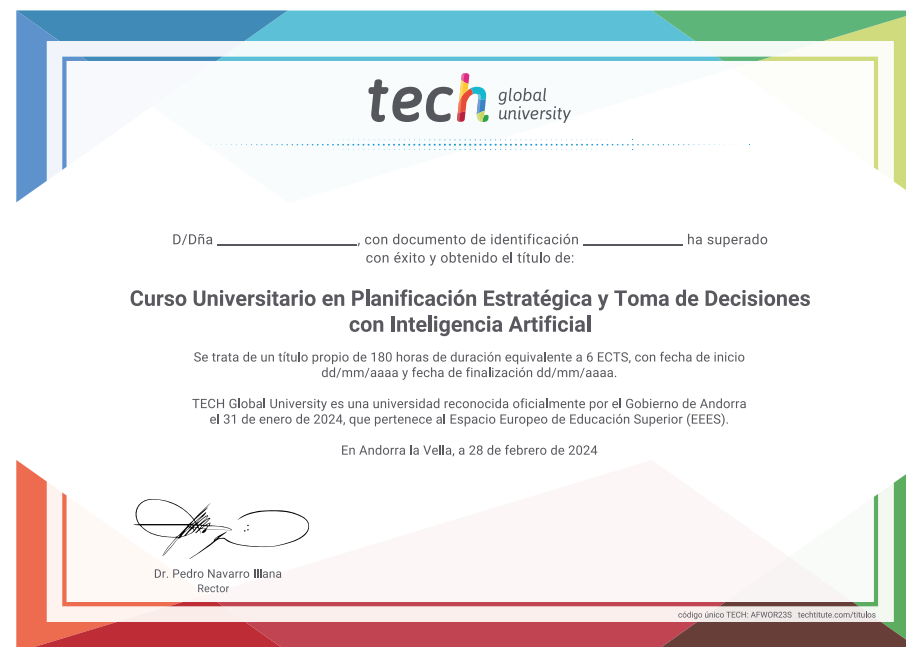 tech global university
D/Dña ____________________, con documento de identificación ______________ ha superado
con éxito y obtenido el título de:
Curso Universitario en Planificación Estratégica y Toma de Decisiones
con Inteligencia Artificial
Se trata de un título propio de 180 horas de duración equivalente a 6 ECTS, con fecha de inicio
dd/mm/aaaa y fecha de finalización dd/mm/aaaa.
TECH Global University es una universidad reconocida oficialmente por el Gobierno de Andorra
el 31 de enero de 2024, que pertenece al Espacio Europeo de Educación Superior (EEES).
En Andorra la Vella, a 28 de febrero de 2024
Dr. Pedro Navarro Illana
Rector
código único TECH: AFWOR23S techtitute.com/titulos